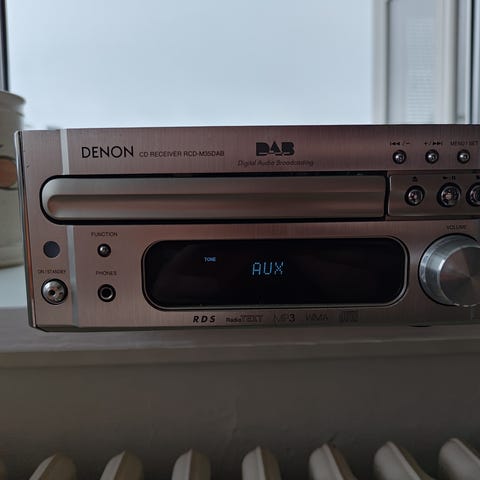 DENON CD RECEIVER RCD-M35DAB
DAB
Digital Audio Broadcasting
-
+
MENU / SET
FUNCTION
ON / STANDBY
PHONES
VOLUME
TONE
AUX
RDS RadioTEXT MP3 WMA